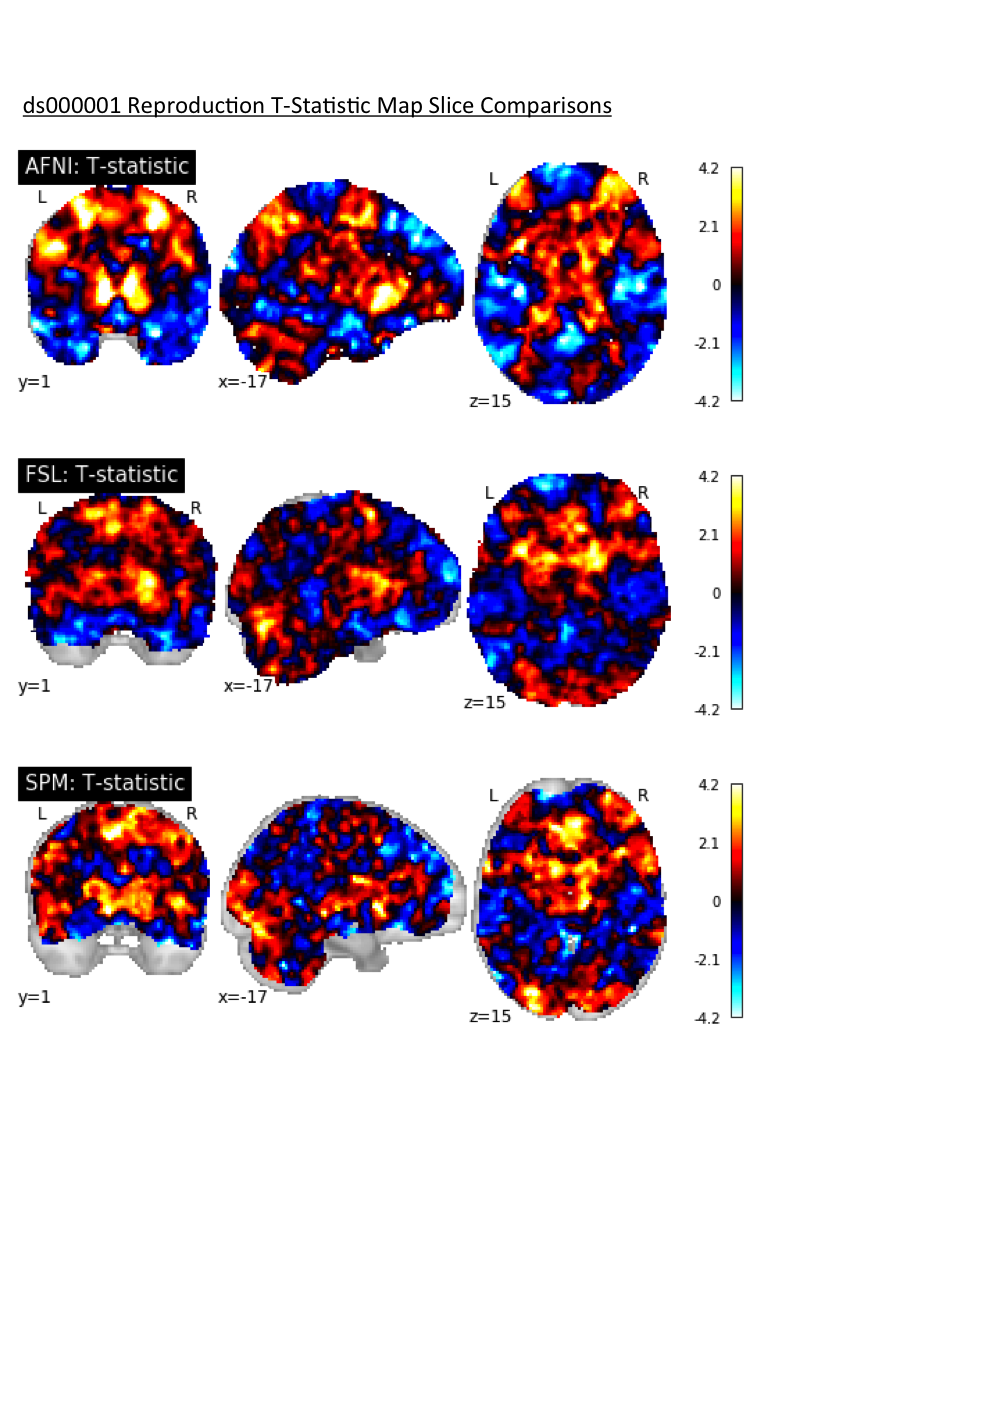 ds000001 Reproduction T-Statistic Map Slice Comparisons
AFNI: T-statistic
L R
L R
y=1
x=-17
z=15
4.2
2.1
0
-2.1
-4.2
FSL: T-statistic
L R
L R
y=1
x=-17
z=15
4.2
2.1
0
-2.1
-4.2
SPM: T-statistic
L R
L R
y=1
x=-17
z=15
4.2
2.1
0
-2.1
-4.2